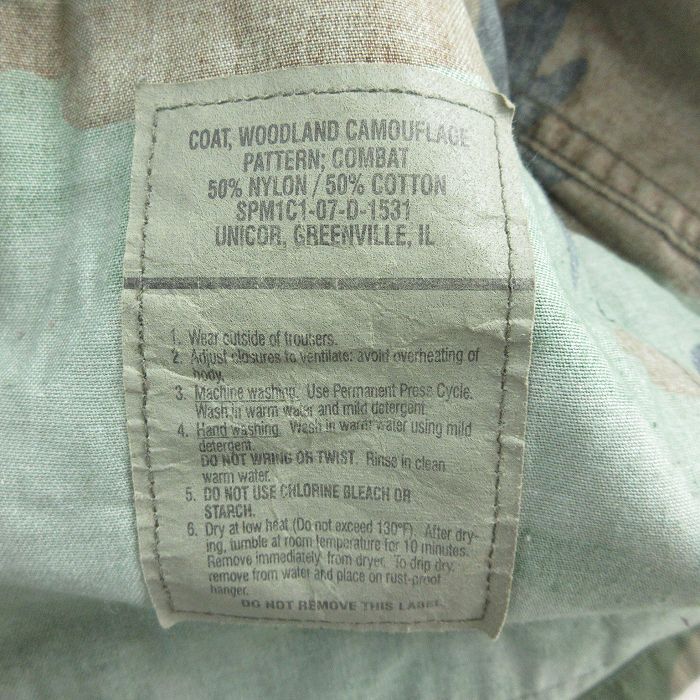 COAT, WOODLAND CAMOUFLAGE
PATTERN; COMBAT
50% NYLON / 50% COTTON
SPM1C1-07-D-1531
UNICOR, GREENVILLE, IL
1. Wear outside of trousers.
2. Adjust closures to ventilate: avoid overheating of
body.
3. Machine washing. Use Permanent Press Cycle.
Wash in warm water and mild detergent.
4. Hand washing. Wash in warm water using mild
detergent.
DO NOT WRING OR TWIST. Rinse in clean
warm water.
5. DO NOT USE CHLORINE BLEACH OR
STARCH.
6. Dry at low heat (Do not exceed 130°F). After dry-
ing, tumble at room temperature for 10 minutes.
Remove immediately from dryer. To drip dry,
remove from water and place on rust-proof
hanger.
DO NOT REMOVE THIS LABEL